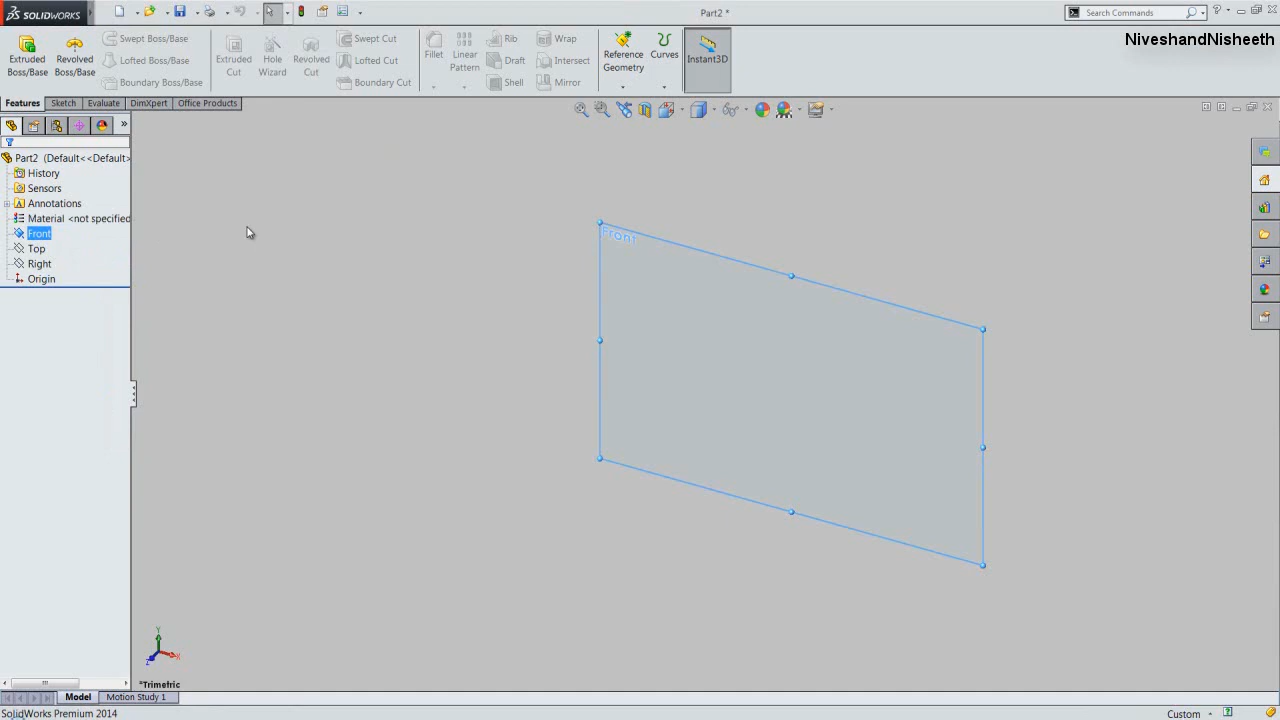 SOLIDWORKS
Part2 *
Search Commands
NiveshandNisheeth
Extruded Boss/Base
Revolved Boss/Base
Swept Boss/Base
Lofted Boss/Base
Boundary Boss/Base
Extruded Cut
Hole Wizard
Revolved Cut
Swept Cut
Lofted Cut
Boundary Cut
Fillet
Linear Pattern
Rib
Draft
Shell
Wrap
Intersect
Mirror
Reference Geometry
Curves
Instant3D
Features
Sketch
Evaluate
DimXpert
Office Products
Part2 (Default<<Default>
History
Sensors
Annotations
Material <not specified
Front
Top
Right
Origin
Front
Y
X
Z
*Trimetric
Model
Motion Study 1
SolidWorks Premium 2014
Custom